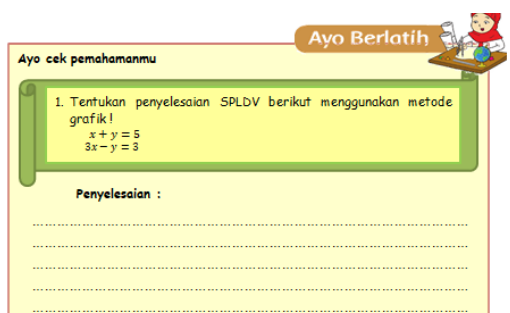 Ayo Berlatih
Ayo cek pemahamanmu
1. Tentukan penyelesaian SPLDV berikut menggunakan metode
grafik !
x + y = 5
3x − y = 3
Penyelesaian :